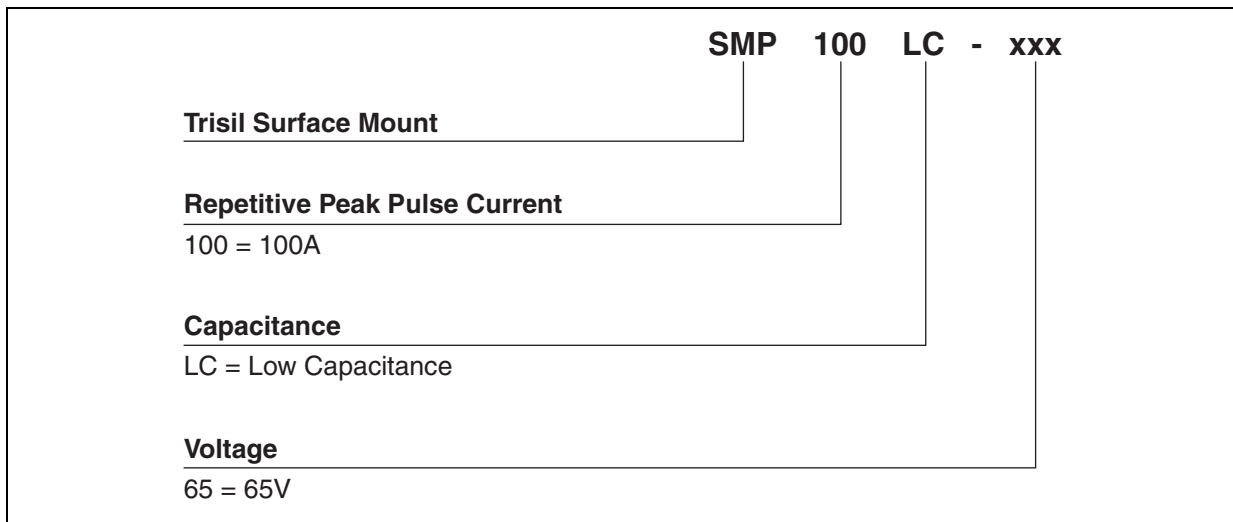 SMP 100 LC - xxx
Trisil Surface Mount
Repetitive Peak Pulse Current
100 = 100A
Capacitance
LC = Low Capacitance
Voltage
65 = 65V